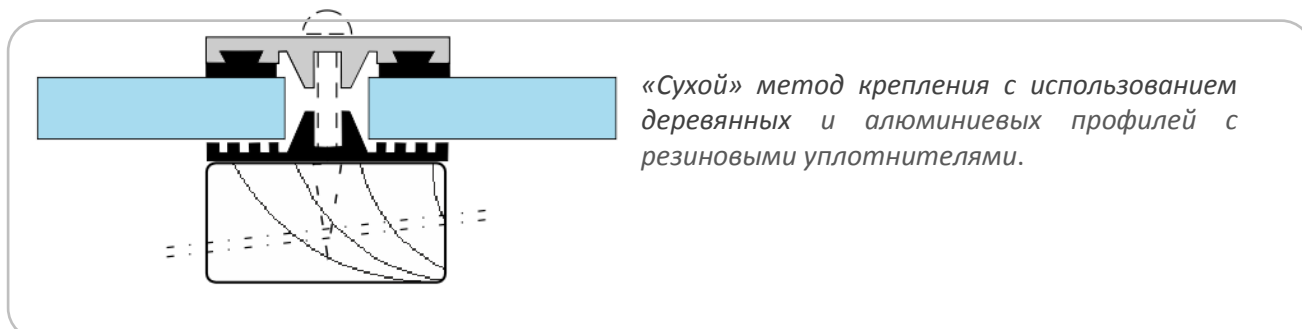 «Сухой» метод крепления с использованием
деревянных и алюминиевых профилей с
резиновыми уплотнителями.